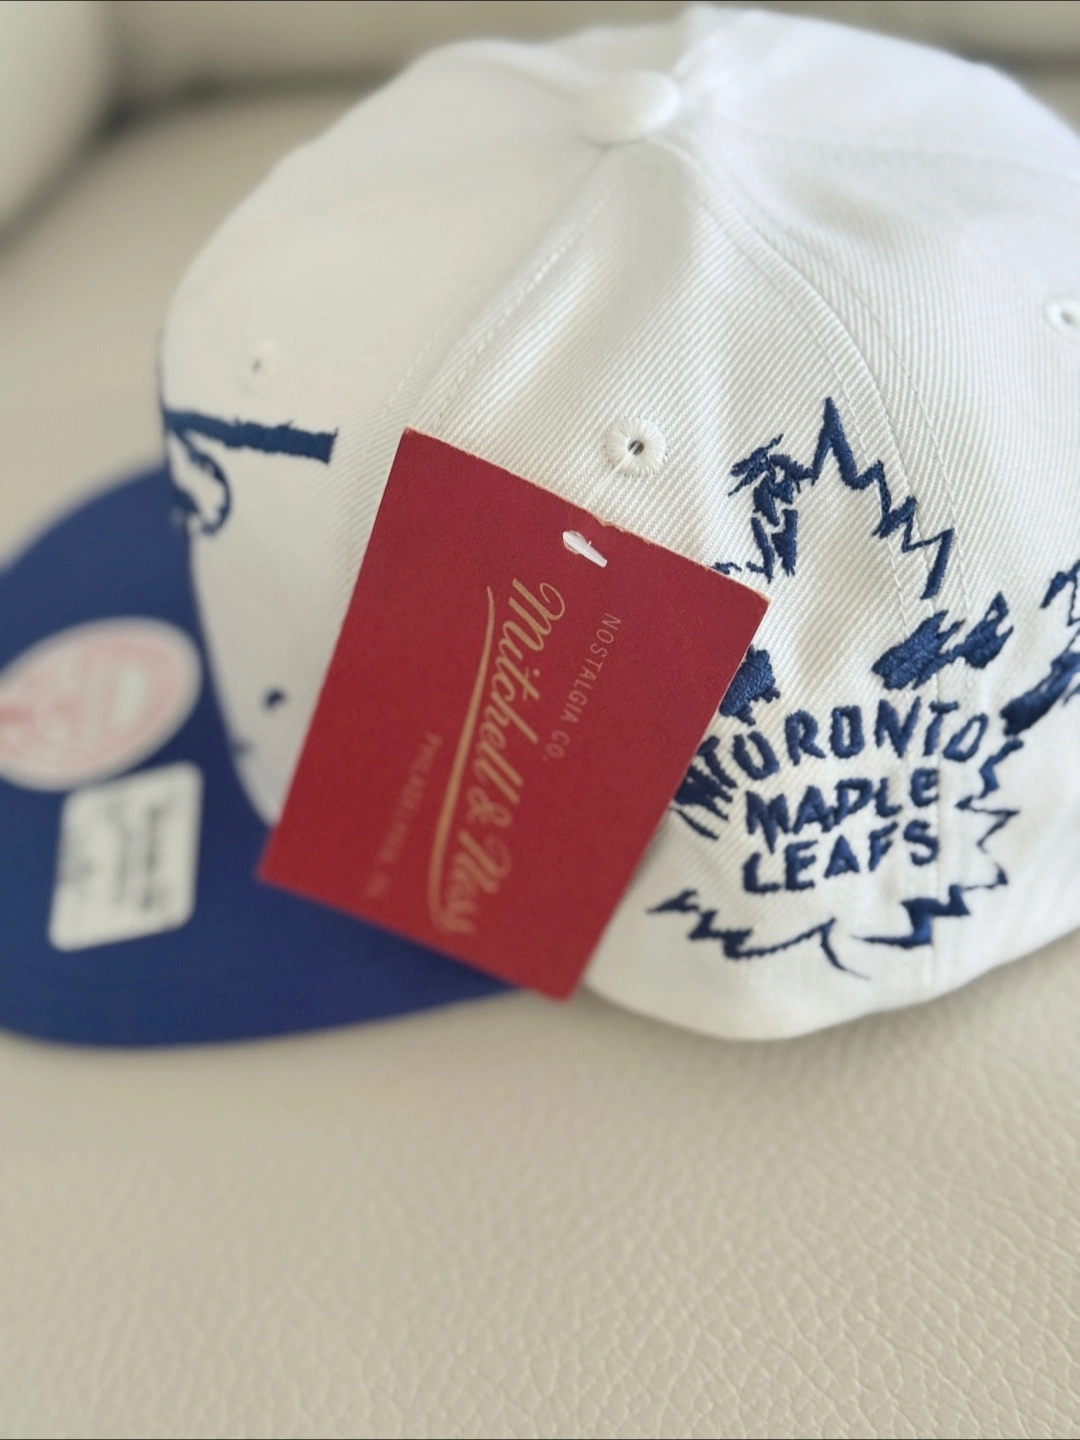 NOSTALGIA CO.
Mitchell & Ness
PHILADELPHIA, PA.
TORONTO
MAPLE
LEAFS